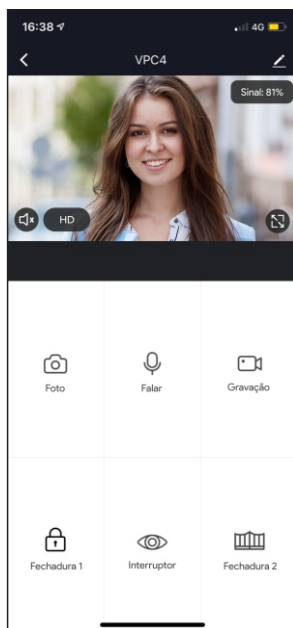 16:38
4G
VPC4
Sinal: 81%
HD
Foto
Falar
Gravação
Fechadura 1
Interruptor
Fechadura 2